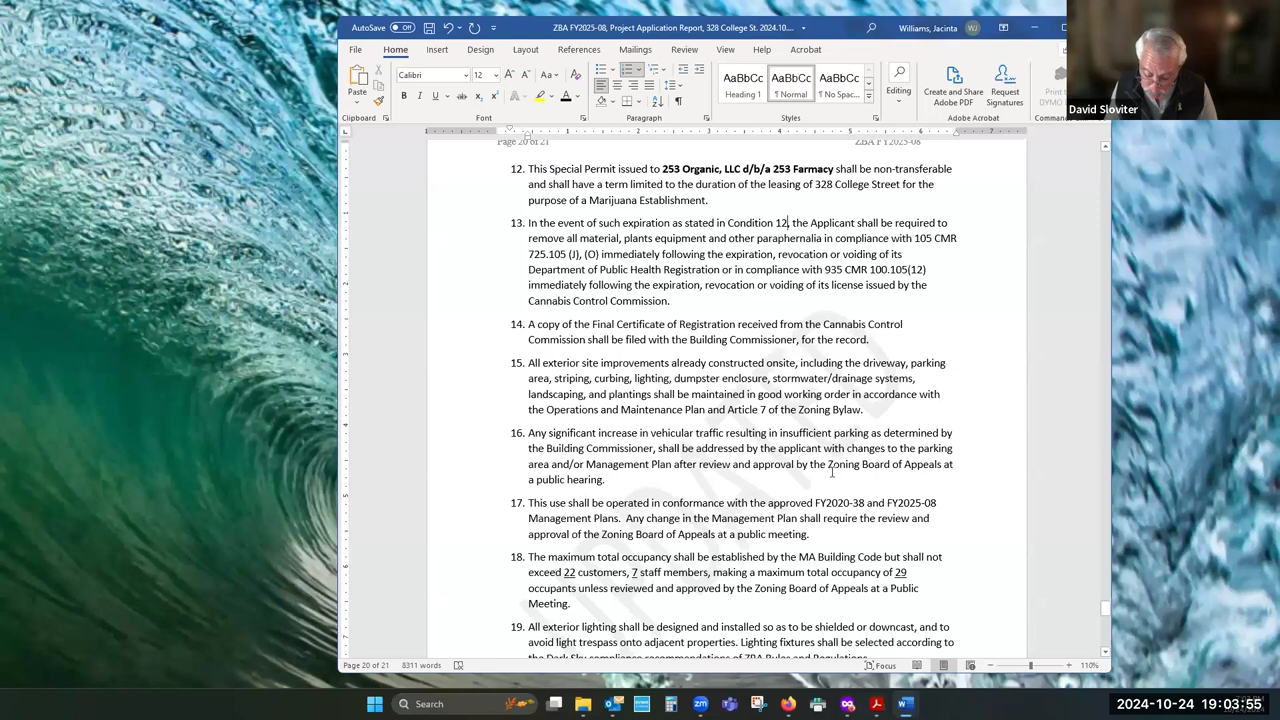 AutoSave Off
ZBA FY2025-08, Project Application Report, 328 College St. 2024.10....
Williams, Jacinta WJ
File Home Insert Draw Design Layout References Mailings Review View Help Acrobat
Paste
Calibri 12
AaBbCc AaBbCc AaBbCc
Heading 1 ¶ Normal ¶ No Spac...
Editing
Create and Share Adobe PDF
Request Signatures
Clipboard Font Paragraph Styles Adobe Acrobat
David Sloviter
Page 20 of 21 ZBA FY2025-08
12. This Special Permit issued to 253 Organic, LLC d/b/a 253 Farmacy shall be non-transferable
and shall have a term limited to the duration of the leasing of 328 College Street for the
purpose of a Marijuana Establishment.
13. In the event of such expiration as stated in Condition 12, the Applicant shall be required to
remove all material, plants equipment and other paraphernalia in compliance with 105 CMR
725.105 (J), (O) immediately following the expiration, revocation or voiding of its
Department of Public Health Registration or in compliance with 935 CMR 100.105(12)
immediately following the expiration, revocation or voiding of its license issued by the
Cannabis Control Commission.
14. A copy of the Final Certificate of Registration received from the Cannabis Control
Commission shall be filed with the Building Commissioner, for the record.
15. All exterior site improvements already constructed onsite, including the driveway, parking
area, striping, curbing, lighting, dumpster enclosure, stormwater/drainage systems,
landscaping, and plantings shall be maintained in good working order in accordance with
the Operations and Maintenance Plan and Article 7 of the Zoning Bylaw.
16. Any significant increase in vehicular traffic resulting in insufficient parking as determined by
the Building Commissioner, shall be addressed by the applicant with changes to the parking
area and/or Management Plan after review and approval by the Zoning Board of Appeals at
a public hearing.
17. This use shall be operated in conformance with the approved FY2020-38 and FY2025-08
Management Plans. Any change in the Management Plan shall require the review and
approval of the Zoning Board of Appeals at a public meeting.
18. The maximum total occupancy shall be established by the MA Building Code but shall not
exceed 22 customers, 7 staff members, making a maximum total occupancy of 29
occupants unless reviewed and approved by the Zoning Board of Appeals at a Public
Meeting.
19. All exterior lighting shall be designed and installed so as to be shielded or downcast, and to
avoid light trespass onto adjacent properties. Lighting fixtures shall be selected according to
the Dark Sky compliance recommendations of ZBA Rules and Regulations.
Page 20 of 21 8311 words Focus 110%
Search
2024-10-24 19:03:55